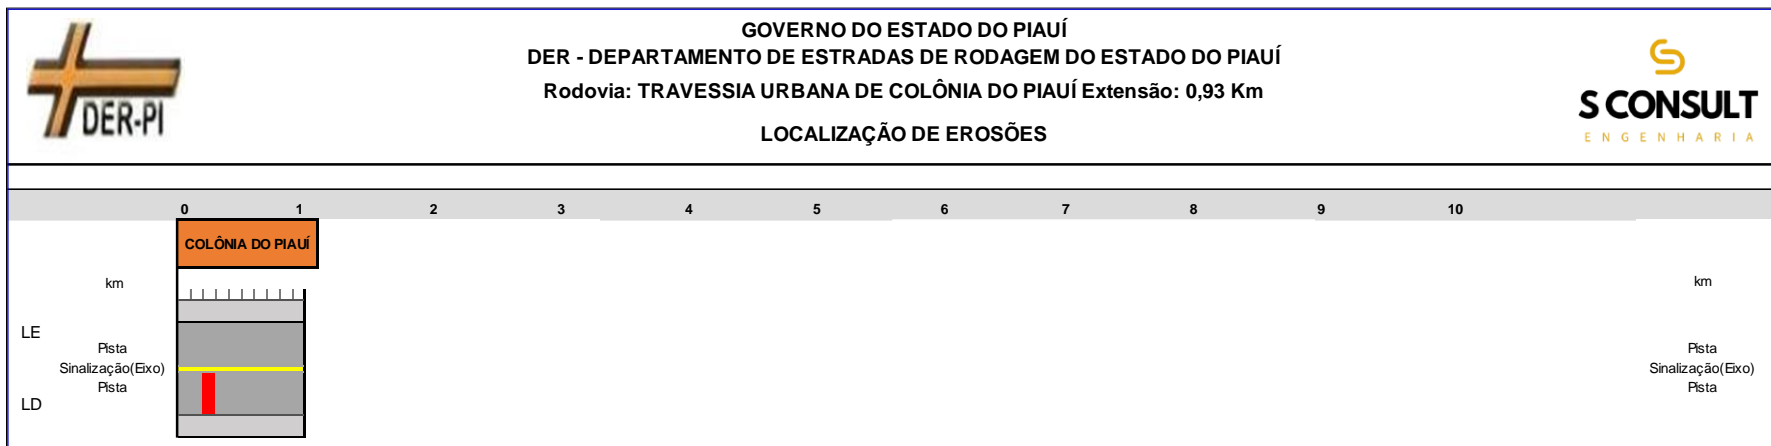 GOVERNO DO ESTADO DO PIAUÍ
DER - DEPARTAMENTO DE ESTRADAS DE RODAGEM DO ESTADO DO PIAUÍ
Rodovia: TRAVESSIA URBANA DE COLÔNIA DO PIAUÍ Extensão: 0,93 Km
LOCALIZAÇÃO DE EROSÕES
DER-PI
S CONSULT
ENGENHARIA
0 1 2 3 4 5 6 7 8 9 10
COLÔNIA DO PIAUÍ
km km
LE
Pista Pista
Sinalização(Eixo) Sinalização(Eixo)
Pista Pista
LD